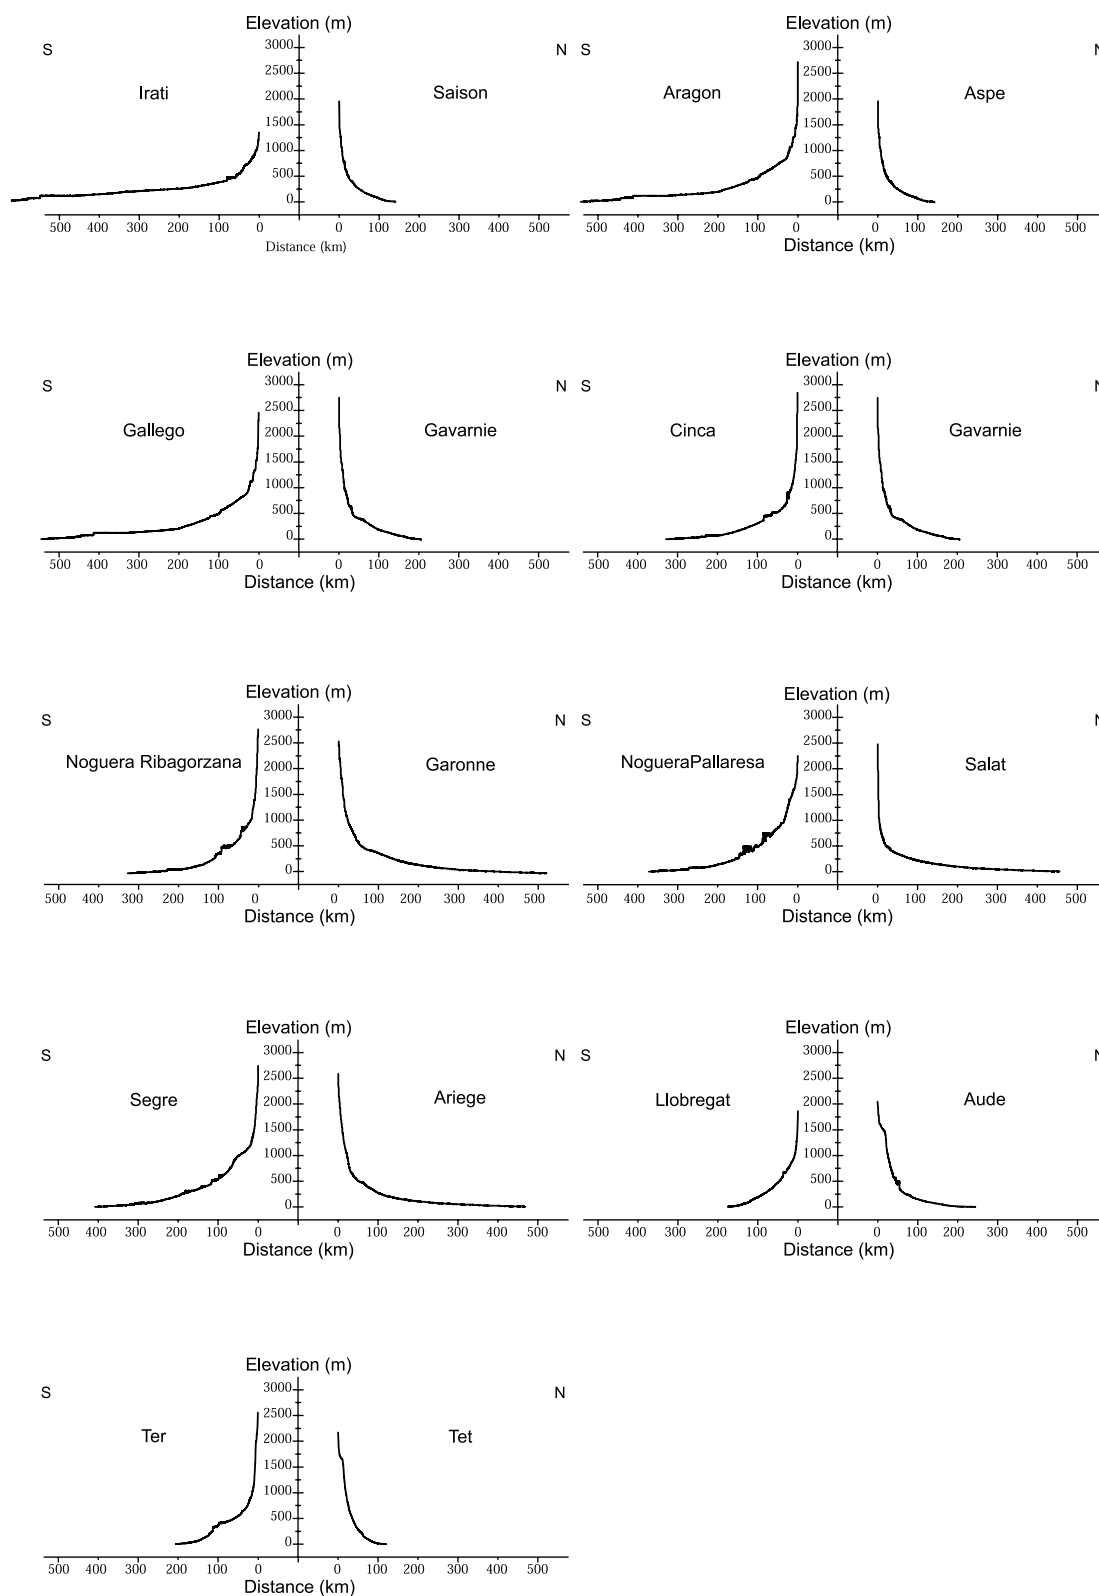 Elevation (m)
S
3000
N
2500
Irati
Saison
2000
1500
1000
500
0
500 400 300 200 100 0
0 100 200 300 400 500
Distance (km)
Elevation (m)
S
3000
N
2500
Aragon
Aspe
2000
1500
1000
500
0
500 400 300 200 100 0
0 100 200 300 400 500
Distance (km)
Elevation (m)
S
3000
N
2500
Gallego
Gavarnie
2000
1500
1000
500
0
500 400 300 200 100 0
0 100 200 300 400 500
Distance (km)
Elevation (m)
S
3000
N
2500
Cinca
Gavarnie
2000
1500
1000
500
0
500 400 300 200 100 0
0 100 200 300 400 500
Distance (km)
Elevation (m)
S
3000
N
2500
Noguera Ribagorzana
Garonne
2000
1500
1000
500
0
500 400 300 200 100 0
0 100 200 300 400 500
Distance (km)
Elevation (m)
S
3000
N
2500
NogueraPallaresa
Salat
2000
1500
1000
500
0
500 400 300 200 100 0
0 100 200 300 400 500
Distance (km)
Elevation (m)
S
3000
N
2500
Segre
Ariege
2000
1500
1000
500
0
500 400 300 200 100 0
0 100 200 300 400 500
Distance (km)
Elevation (m)
S
3000
N
2500
Llobregat
Aude
2000
1500
1000
500
0
500 400 300 200 100 0
0 100 200 300 400 500
Distance (km)
Elevation (m)
S
3000
N
2500
Ter
Tet
2000
1500
1000
500
0
500 400 300 200 100 0
0 100 200 300 400 500
Distance (km)